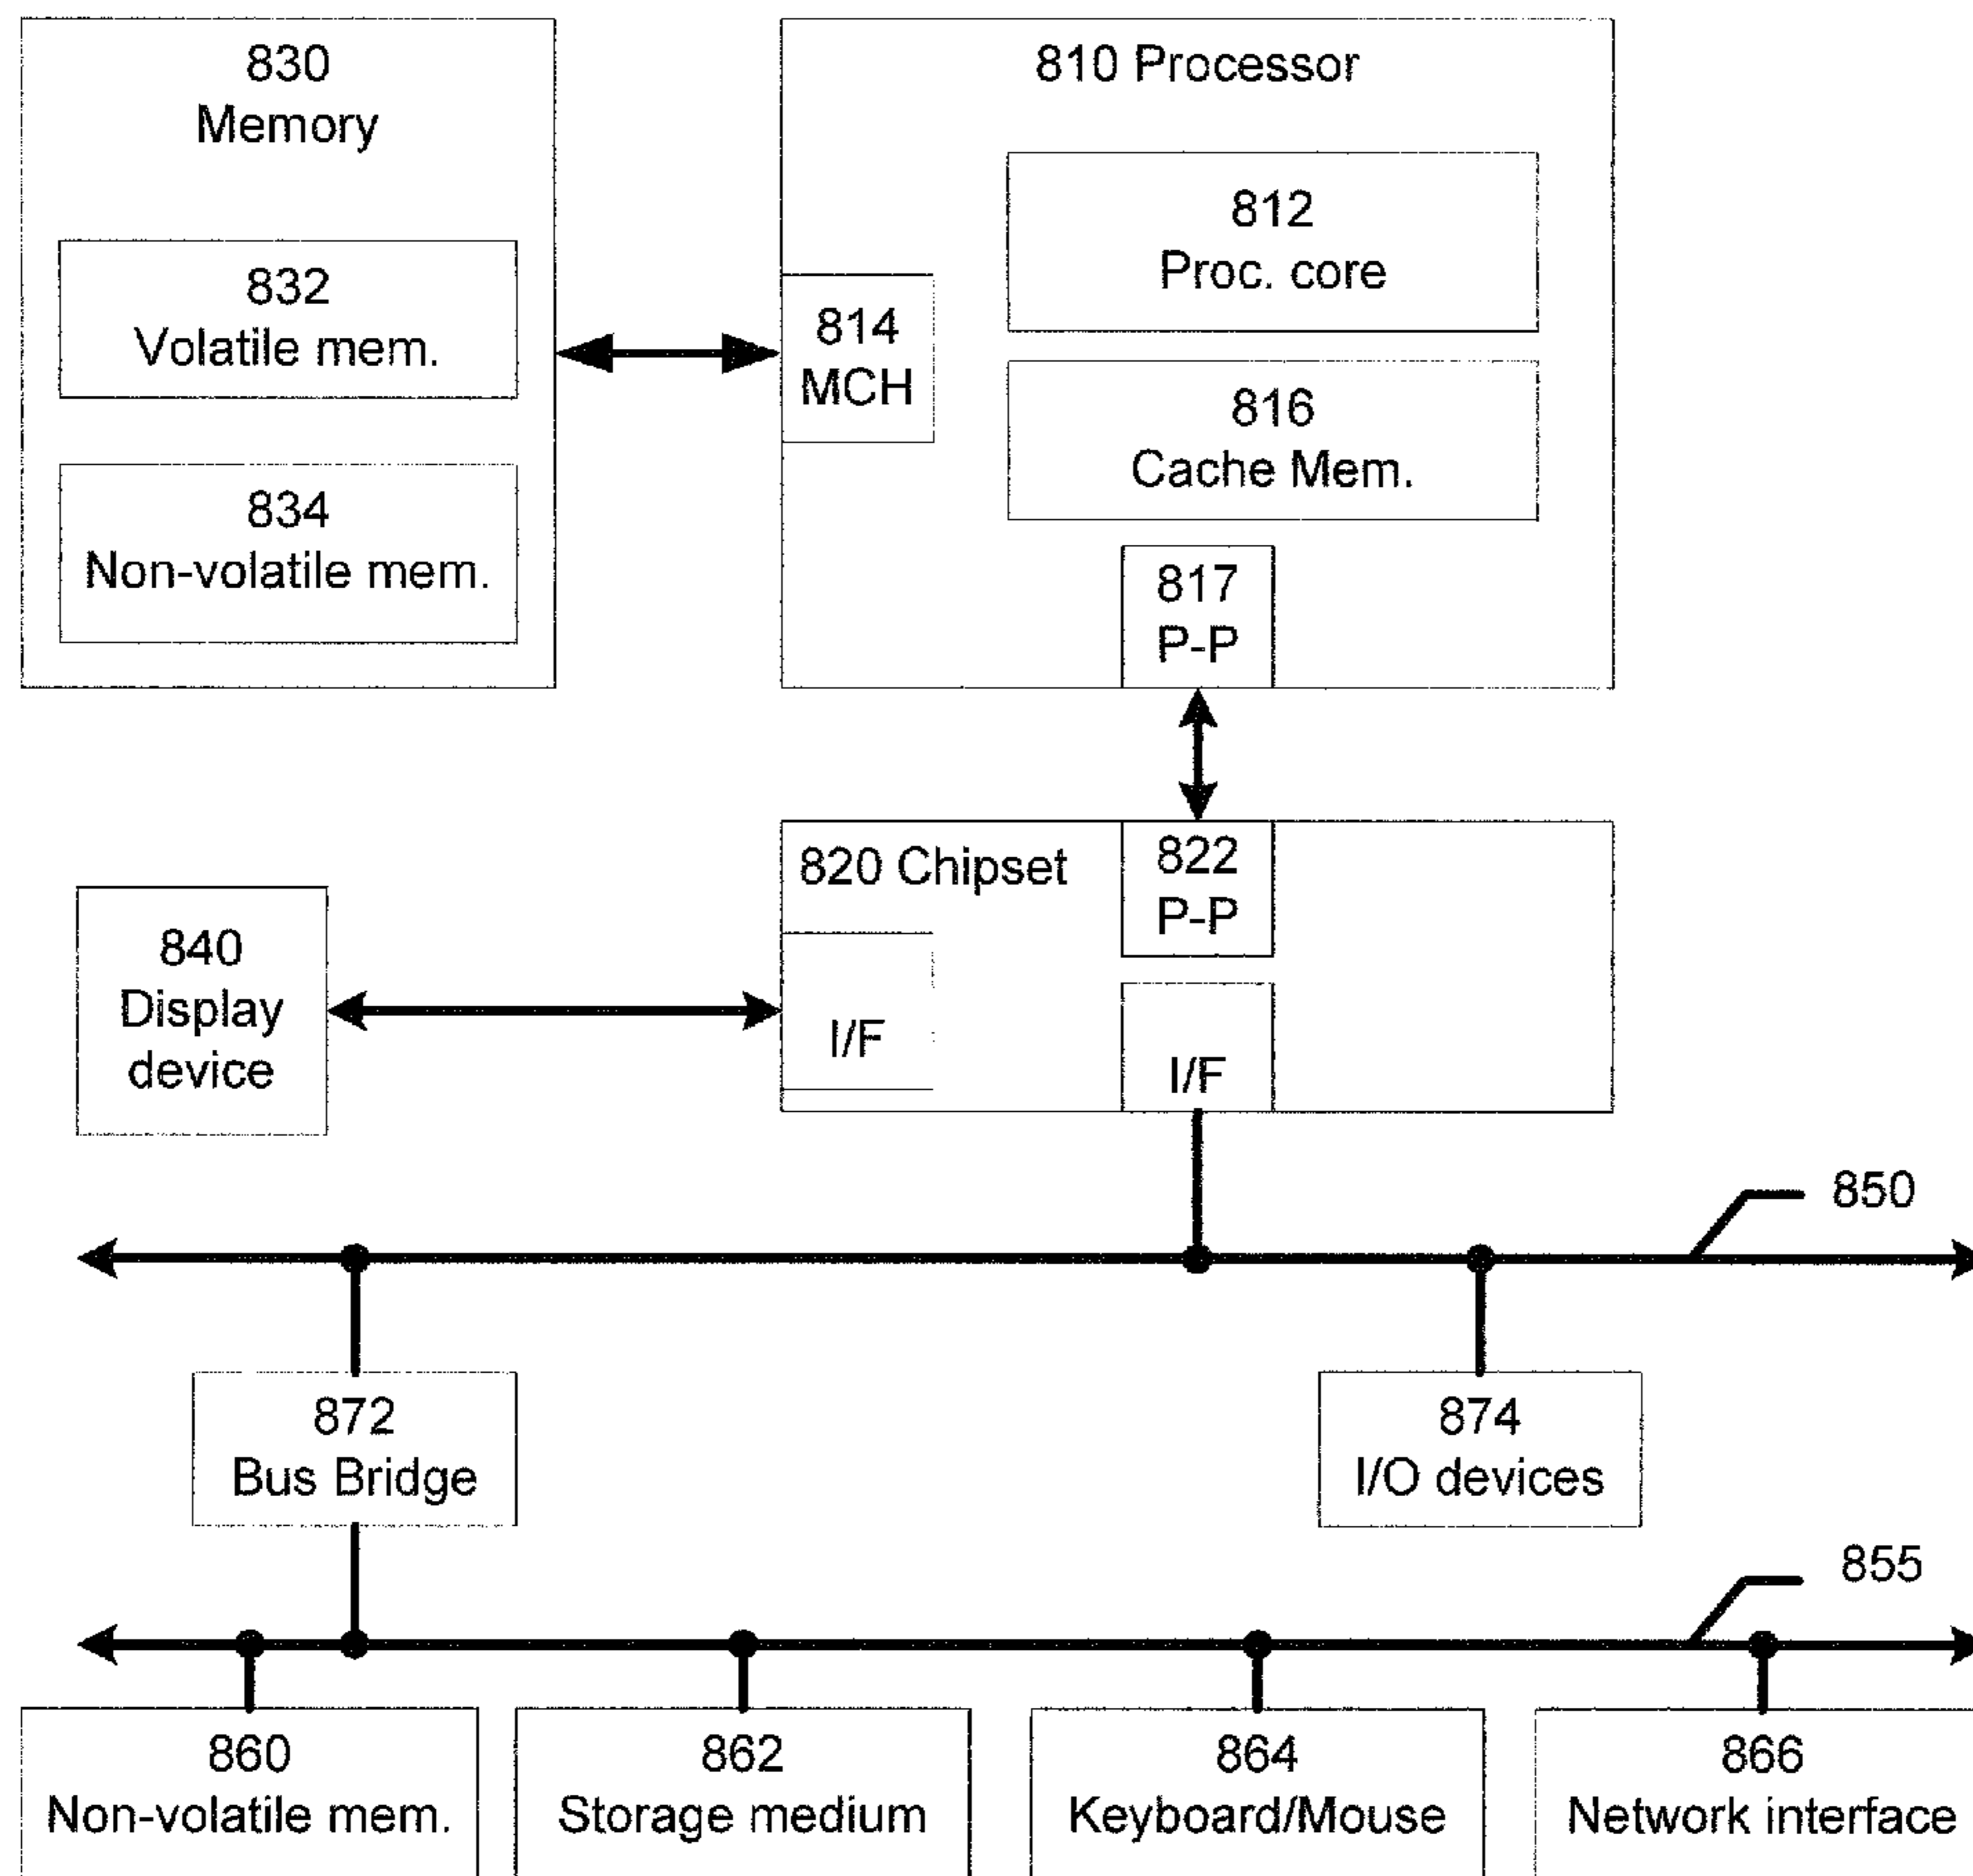 830
Memory
832
Volatile mem.
834
Non-volatile mem.
810 Processor
812
Proc. core
814
MCH
816
Cache Mem.
817
P-P
820 Chipset
822
P-P
840
Display
device
I/F
I/F
850
872
Bus Bridge
874
I/O devices
855
860
Non-volatile mem.
862
Storage medium
864
Keyboard/Mouse
866
Network interface